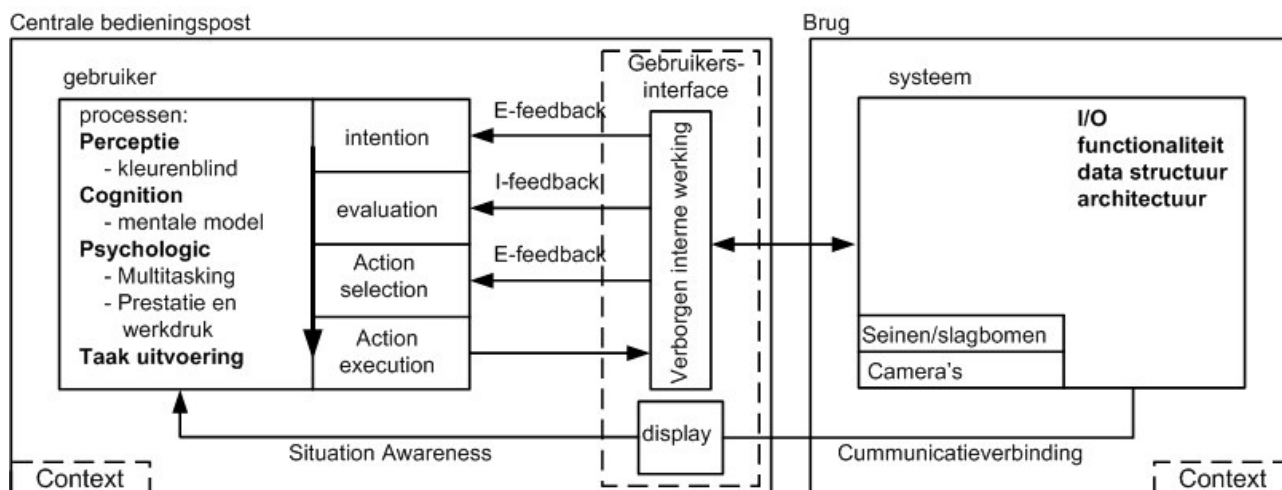 Centrale bedieningspost
gebruiker
processen:
Perceptie
- kleurenblind
Cognition
- mentale model
Psychologic
- Multitasking
- Prestatie en
werkdruk
Taak uitvoering
intention
evaluation
Action
selection
Action
execution
E-feedback
I-feedback
E-feedback
Gebruikers-
interface
Verborgen interne werking
display
Situation Awareness
Context
Brug
systeem
I/O
functionaliteit
data structuur
architectuur
Seinen/slagbomen
Camera's
Cummunicatieverbinding
Context